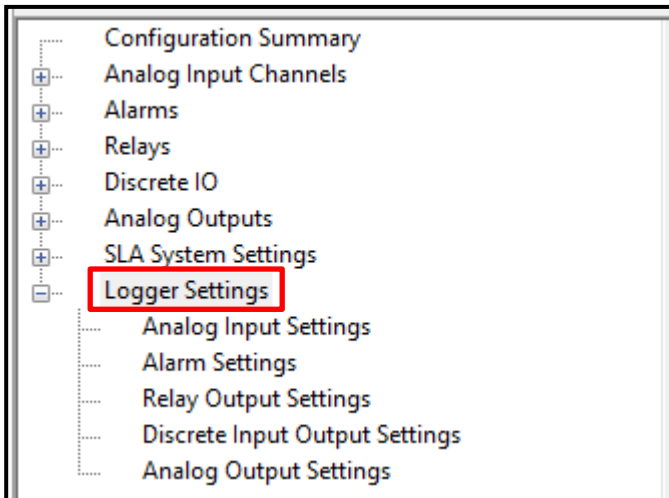 Configuration Summary
Analog Input Channels
Alarms
Relays
Discrete IO
Analog Outputs
SLA System Settings
Logger Settings
Analog Input Settings
Alarm Settings
Relay Output Settings
Discrete Input Output Settings
Analog Output Settings